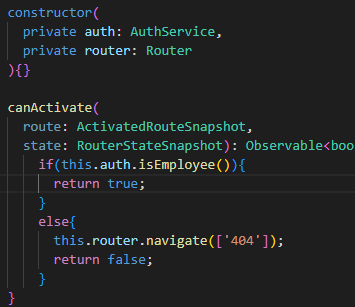 constructor(
private auth: AuthService,
private router: Router
){}
canActivate(
route: ActivatedRouteSnapshot,
state: RouterStateSnapshot): Observable<boo
if(this.auth.isEmployee()){
return true;
}
else{
this.router.navigate(['404']);
return false;
}
}